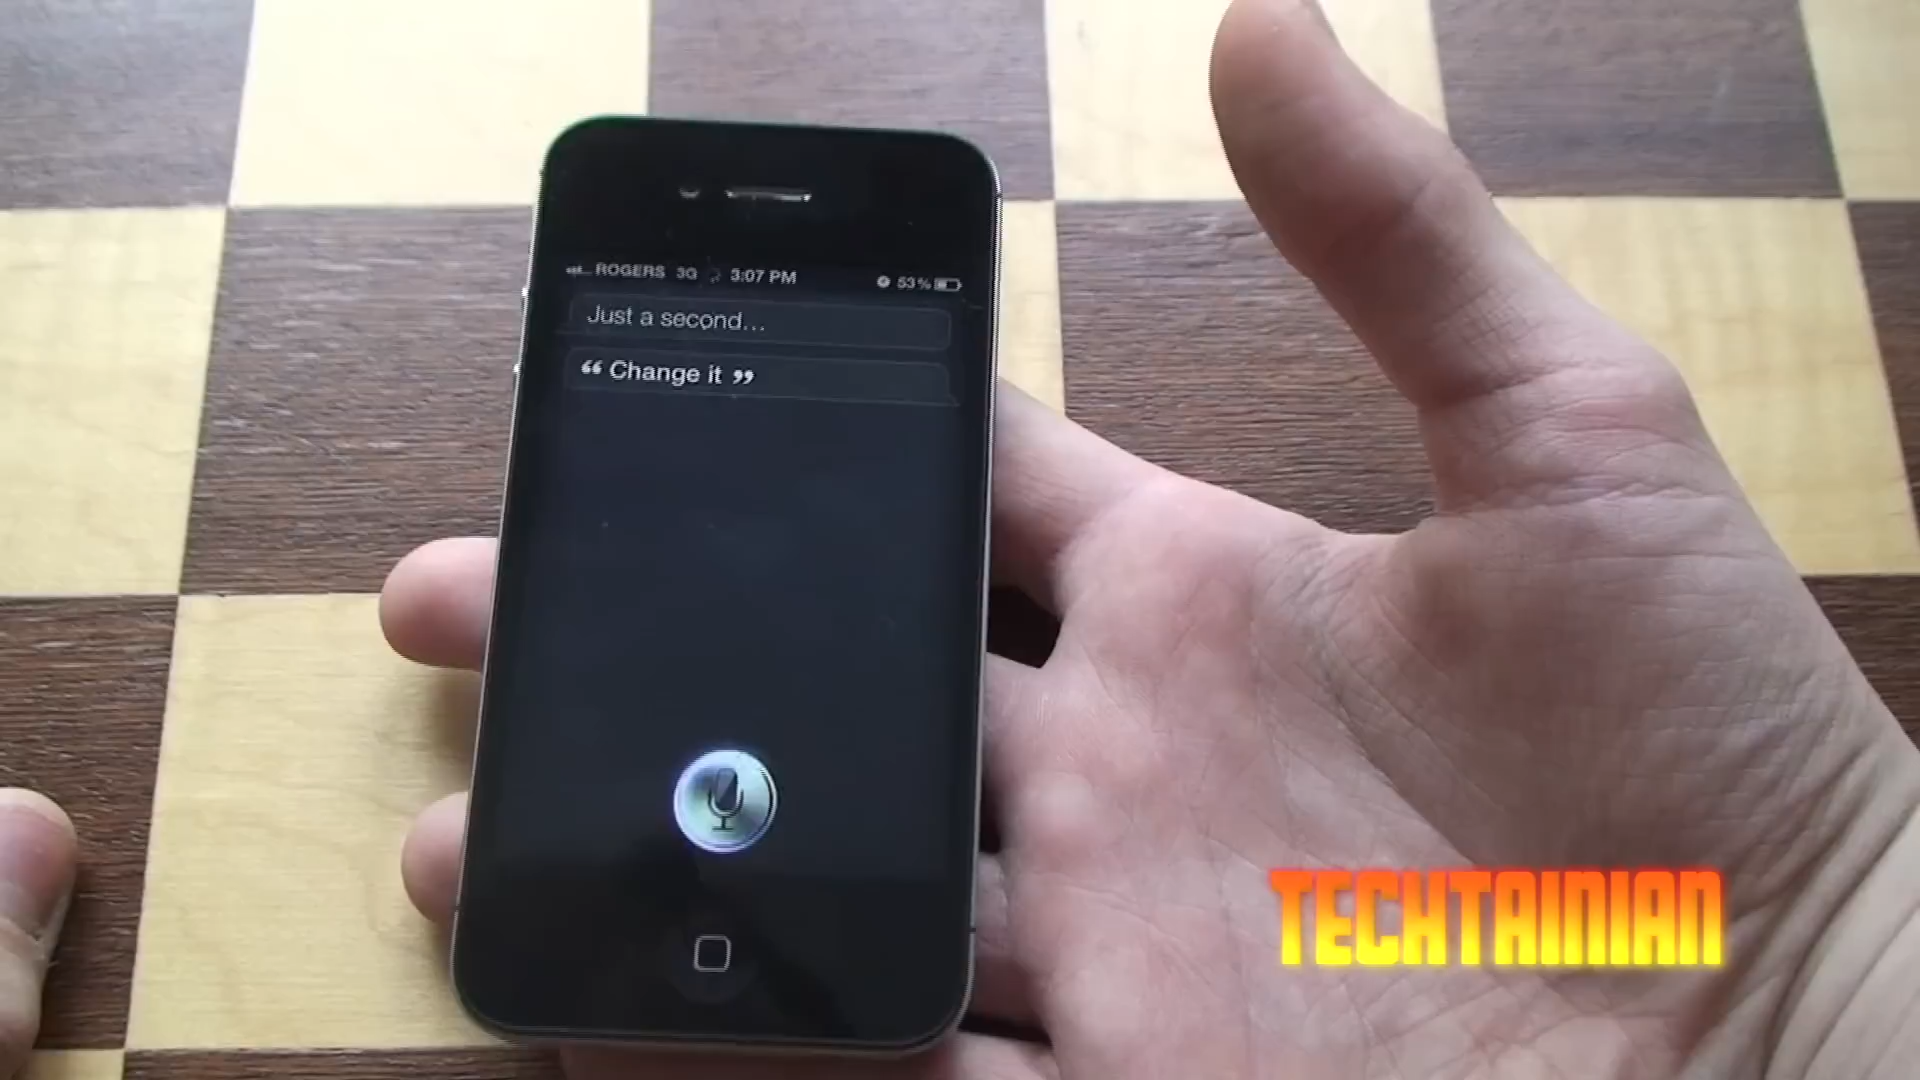 ROGERS 3G 3:07 PM 53%
Just a second...
“ Change it ”
TECHTAINIAN